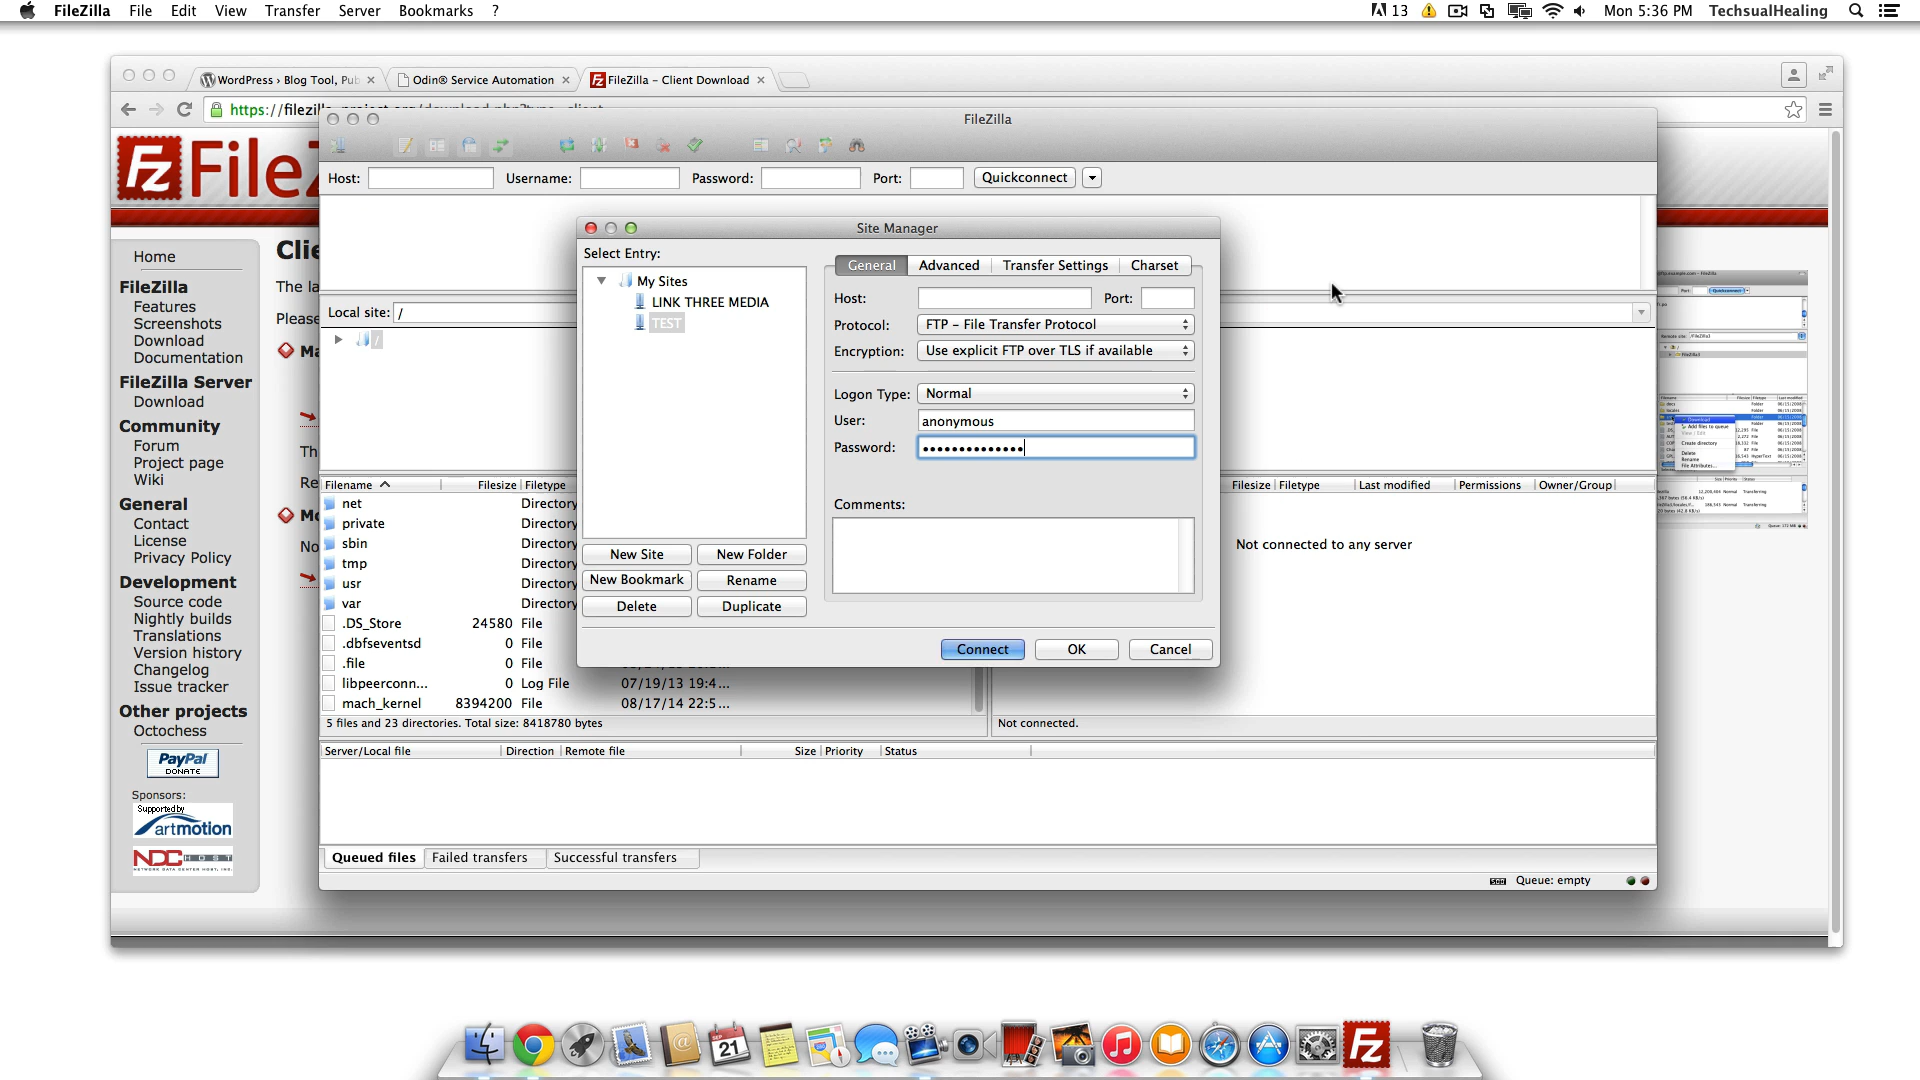 FileZilla File Edit View Transfer Server Bookmarks ?
13 Mon 5:36 PM TechsualHealing
WordPress › Blog Tool, Pub
Odin® Service Automation
FileZilla – Client Download
FileZilla
Host: Username: Password: Port: Quickconnect
Home
FileZilla
Features
Screenshots
Download
Documentation
FileZilla Server
Download
Community
Forum
Project page
Wiki
General
Contact
License
Privacy Policy
Development
Source code
Nightly builds
Translations
Version history
Changelog
Issue tracker
Other projects
Octochess
PayPal
DONATE
Sponsors:
Supported by
artmotion
NDC HOST
Local site: /
/
Site Manager
Select Entry:
My Sites
LINK THREE MEDIA
TEST
New Site New Folder
New Bookmark Rename
Delete Duplicate
General Advanced Transfer Settings Charset
Host: Port:
Protocol: FTP – File Transfer Protocol
Encryption: Use explicit FTP over TLS if available
Logon Type: Normal
User: anonymous
Password: ••••••••••••••
Comments:
Connect OK Cancel
Filename Filesize Filetype
net Directory
private Directory
sbin Directory
tmp Directory
usr Directory
var Directory
.DS_Store 24580 File
.dbfseventsd 0 File
.file 0 File
libpeerconn... 0 Log File 07/19/13 19:4...
mach_kernel 8394200 File 08/17/14 22:5...
5 files and 23 directories. Total size: 8418780 bytes
Filesize Filetype Last modified Permissions Owner/Group
Not connected to any server
Not connected.
Server/Local file Direction Remote file Size Priority Status
Queued files Failed transfers Successful transfers
Queue: empty
SEP
21